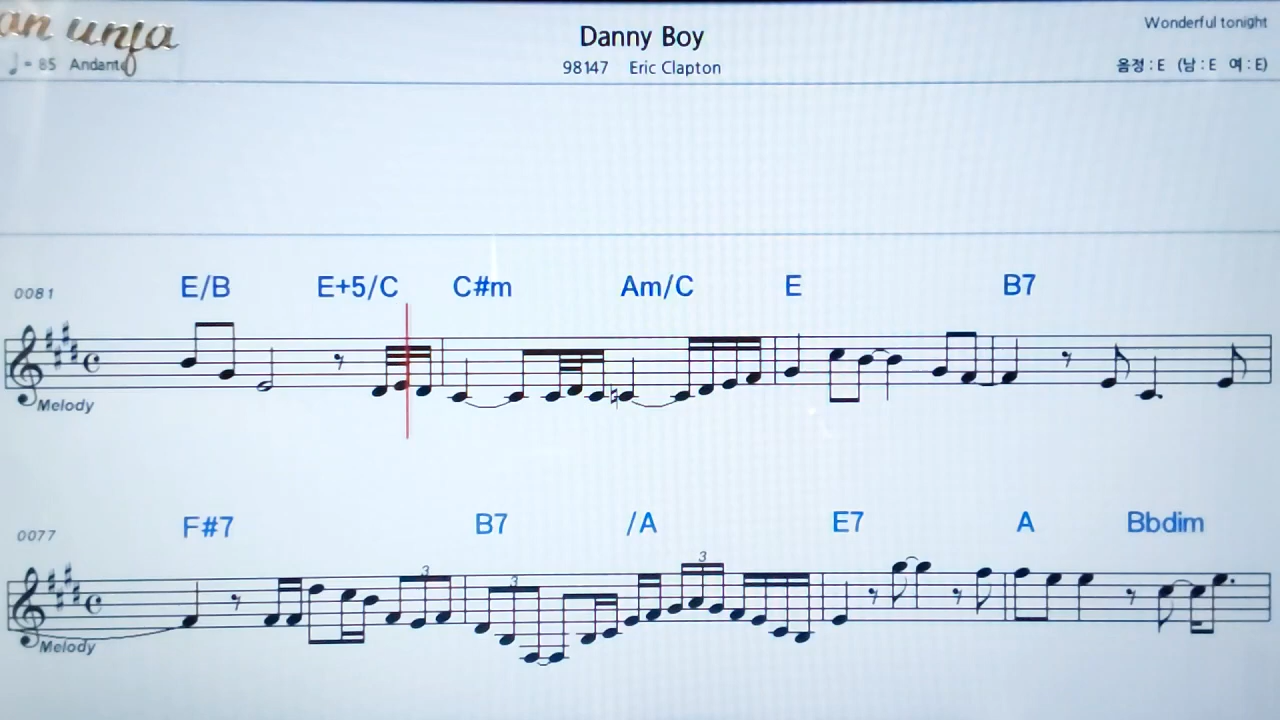 an unfa
Danny Boy
Wonderful tonight
♩ = 85 Andante
98147 Eric Clapton
음정 : E (남 : E 여 : E)
0081
E/B E+5/C C#m Am/C E B7
Melody
0077
F#7 B7 /A E7 A Bbdim
3 3 3
Melody